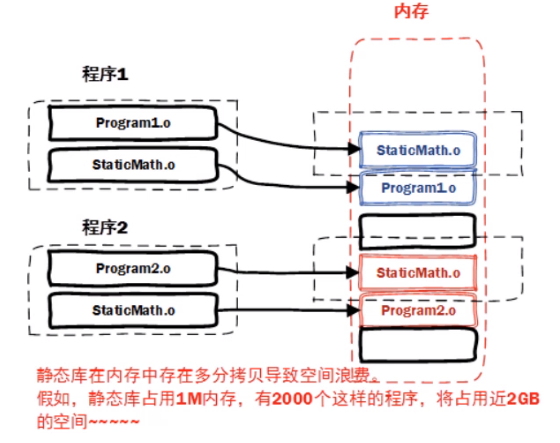 内存
程序1
Program1.o
StaticMath.o
StaticMath.o
Program1.o
程序2
Program2.o
StaticMath.o
StaticMath.o
Program2.o
静态库在内存中存在多分拷贝导致空间浪费。
假如，静态库占用1M内存，有2000个这样的程序，将占用近2GB
的空间~~~~~